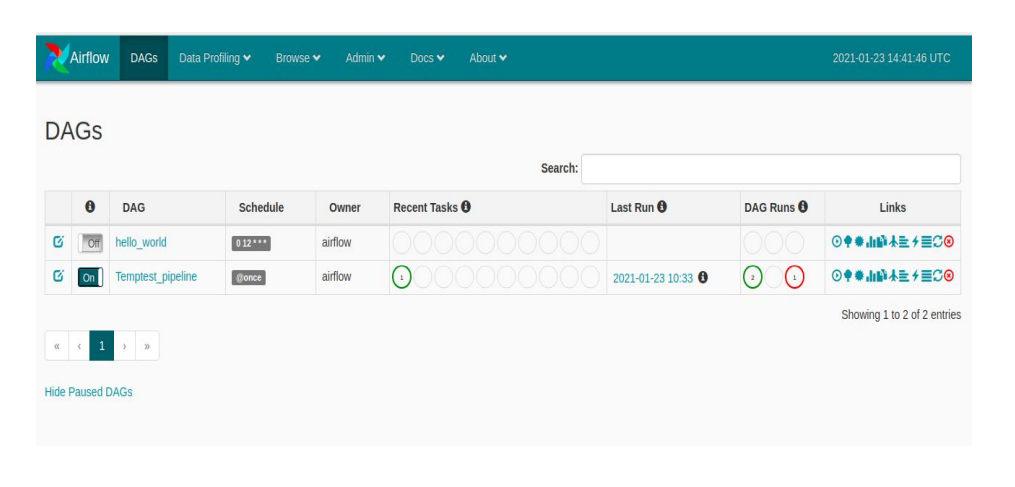 Airflow DAGs Data Profiling Browse Admin Docs About 2021-01-23 14:41:46 UTC
DAGs
Search:
DAG Schedule Owner Recent Tasks Last Run DAG Runs Links
Off hello_world 0 12 * * * airflow
On Temptest_pipeline @once airflow 1 2021-01-23 10:33 2 1
Showing 1 to 2 of 2 entries
« ‹ 1 › »
Hide Paused DAGs